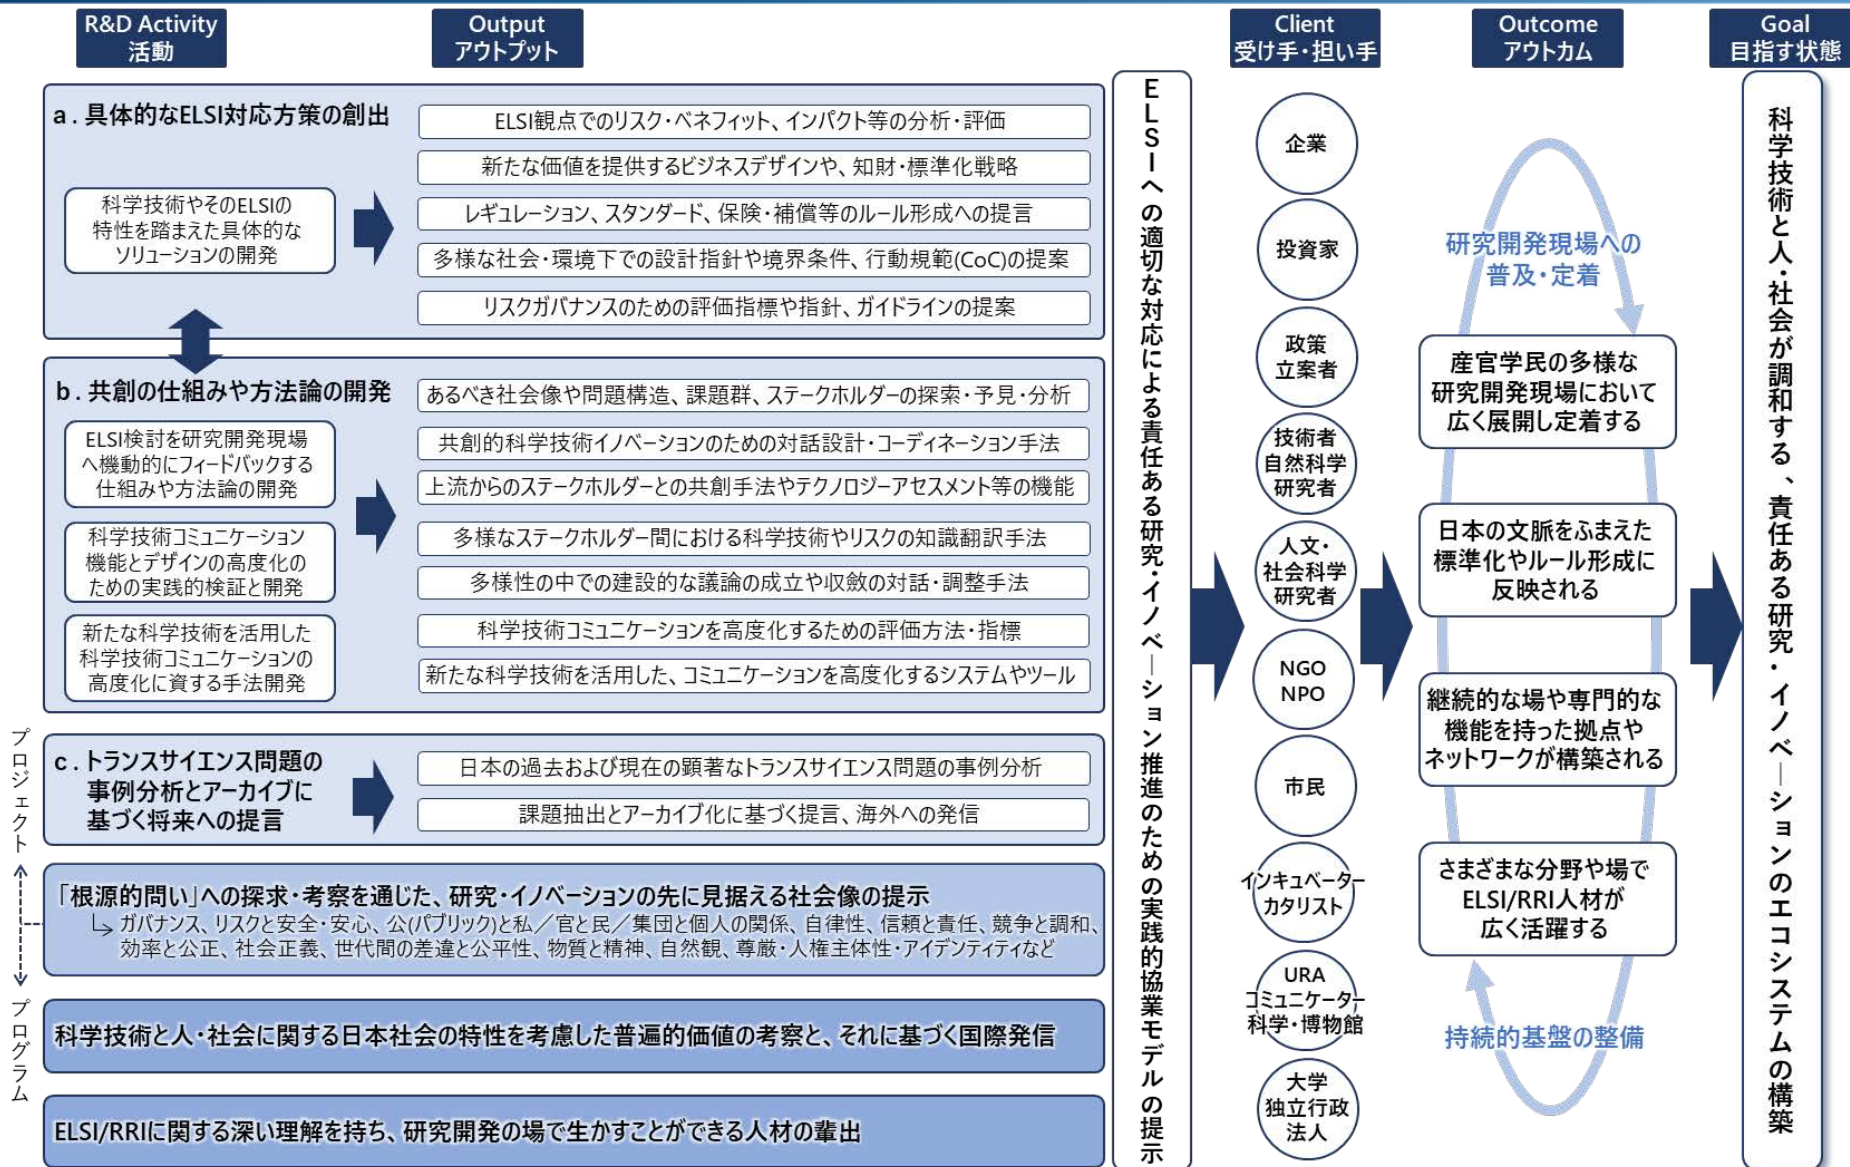 R&D Activity
活動
Output
アウトプット
Client
受け手・担い手
Outcome
アウトカム
Goal
目指す状態
a．具体的なELSI対応方策の創出
科学技術やそのELSIの
特性を踏まえた具体的な
ソリューションの開発
ELSI観点でのリスク・ベネフィット、インパクト等の分析・評価
新たな価値を提供するビジネスデザインや、知財・標準化戦略
レギュレーション、スタンダード、保険・補償等のルール形成への提言
多様な社会・環境下での設計指針や境界条件、行動規範(CoC)の提案
リスクガバナンスのための評価指標や指針、ガイドラインの提案
b．共創の仕組みや方法論の開発
ELSI検討を研究開発現場
へ機動的にフィードバックする
仕組みや方法論の開発
科学技術コミュニケーション
機能とデザインの高度化の
ための実践的検証と開発
新たな科学技術を活用した
科学技術コミュニケーションの
高度化に資する手法開発
あるべき社会像や問題構造、課題群、ステークホルダーの探索・予見・分析
共創的科学技術イノベーションのための対話設計・コーディネーション手法
上流からのステークホルダーとの共創手法やテクノロジーアセスメント等の機能
多様なステークホルダー間における科学技術やリスクの知識翻訳手法
多様性の中での建設的な議論の成立や収斂の対話・調整手法
科学技術コミュニケーションを高度化するための評価方法・指標
新たな科学技術を活用した、コミュニケーションを高度化するシステムやツール
プロジェクト
c．トランスサイエンス問題の
事例分析とアーカイブに
基づく将来への提言
日本の過去および現在の顕著なトランスサイエンス問題の事例分析
課題抽出とアーカイブ化に基づく提言、海外への発信
「根源的問い」への探求・考察を通じた、研究・イノベーションの先に見据える社会像の提示
ガバナンス、リスクと安全・安心、公(パブリック)と私／官と民／集団と個人の関係、自律性、信頼と責任、競争と調和、
効率と公正、社会正義、世代間の差違と公平性、物質と精神、自然観、尊厳・人権主体性・アイデンティティなど
プログラム
科学技術と人・社会に関する日本社会の特性を考慮した普遍的価値の考察と、それに基づく国際発信
ELSI/RRIに関する深い理解を持ち、研究開発の場で生かすことができる人材の輩出
ELSIへの適切な対応による責任ある研究・イノベーション推進のための実践的協業モデルの提示
企業
投資家
政策
立案者
技術者
自然科学
研究者
人文・
社会科学
研究者
NGO
NPO
市民
インキュベーター
カタリスト
URA
コミュニケーター
科学・博物館
大学
独立行政
法人
研究開発現場への
普及・定着
産官学民の多様な
研究開発現場において
広く展開し定着する
日本の文脈をふまえた
標準化やルール形成に
反映される
継続的な場や専門的な
機能を持った拠点や
ネットワークが構築される
さまざまな分野や場で
ELSI/RRI人材が
広く活躍する
持続的基盤の整備
科学技術と人・社会が調和する、責任ある研究・イノベーションのエコシステムの構築